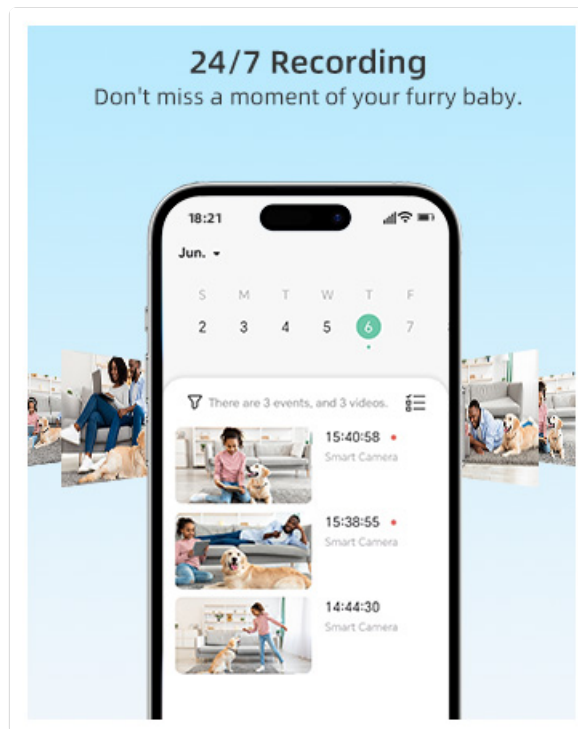 24/7 Recording
Don't miss a moment of your furry baby.
18:21
Jun.
S M T W T F
2 3 4 5 6 7
There are 3 events, and 3 videos.
15:40:58
Smart Camera
15:38:55
Smart Camera
14:44:30
Smart Camera